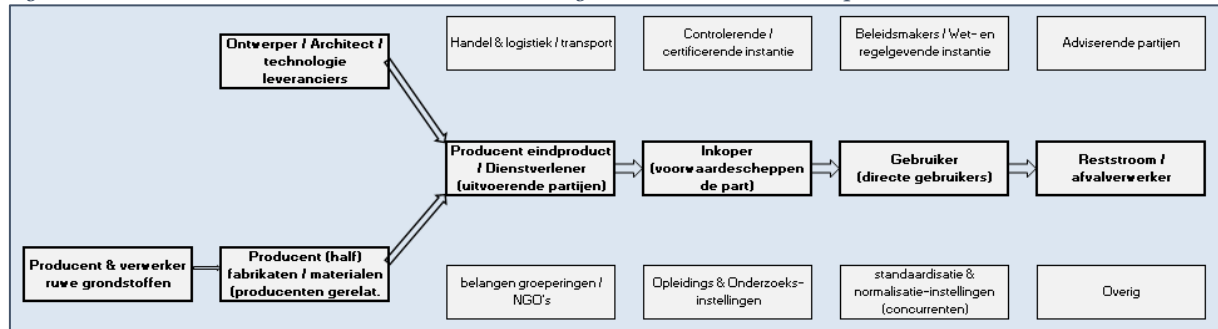 Ontwerper / Architect /
technologie
leveranciers
Handel & logistiek / transport
Controlerende /
certificerende instantie
Beleidsmakers / Wet- en
regelgevende instantie
Adviserende partijen
Producent eindproduct
/ Dienstverlener
(uitvoerende partijen)
Inkoper
(voorwaardescheppen
de part)
Gebruiker
(directe gebruikers)
Reststroom /
afvalverwerker
Producent & verwerker
ruwe grondstoffen
Producent (half)
fabrikaten / materialen
(producenten gerelat.
belangen groeperingen /
NGO's
Opleidings & Onderzoeks-
instellingen
standaardisatie &
normalisatie-instellingen
(concurrenten)
Overig